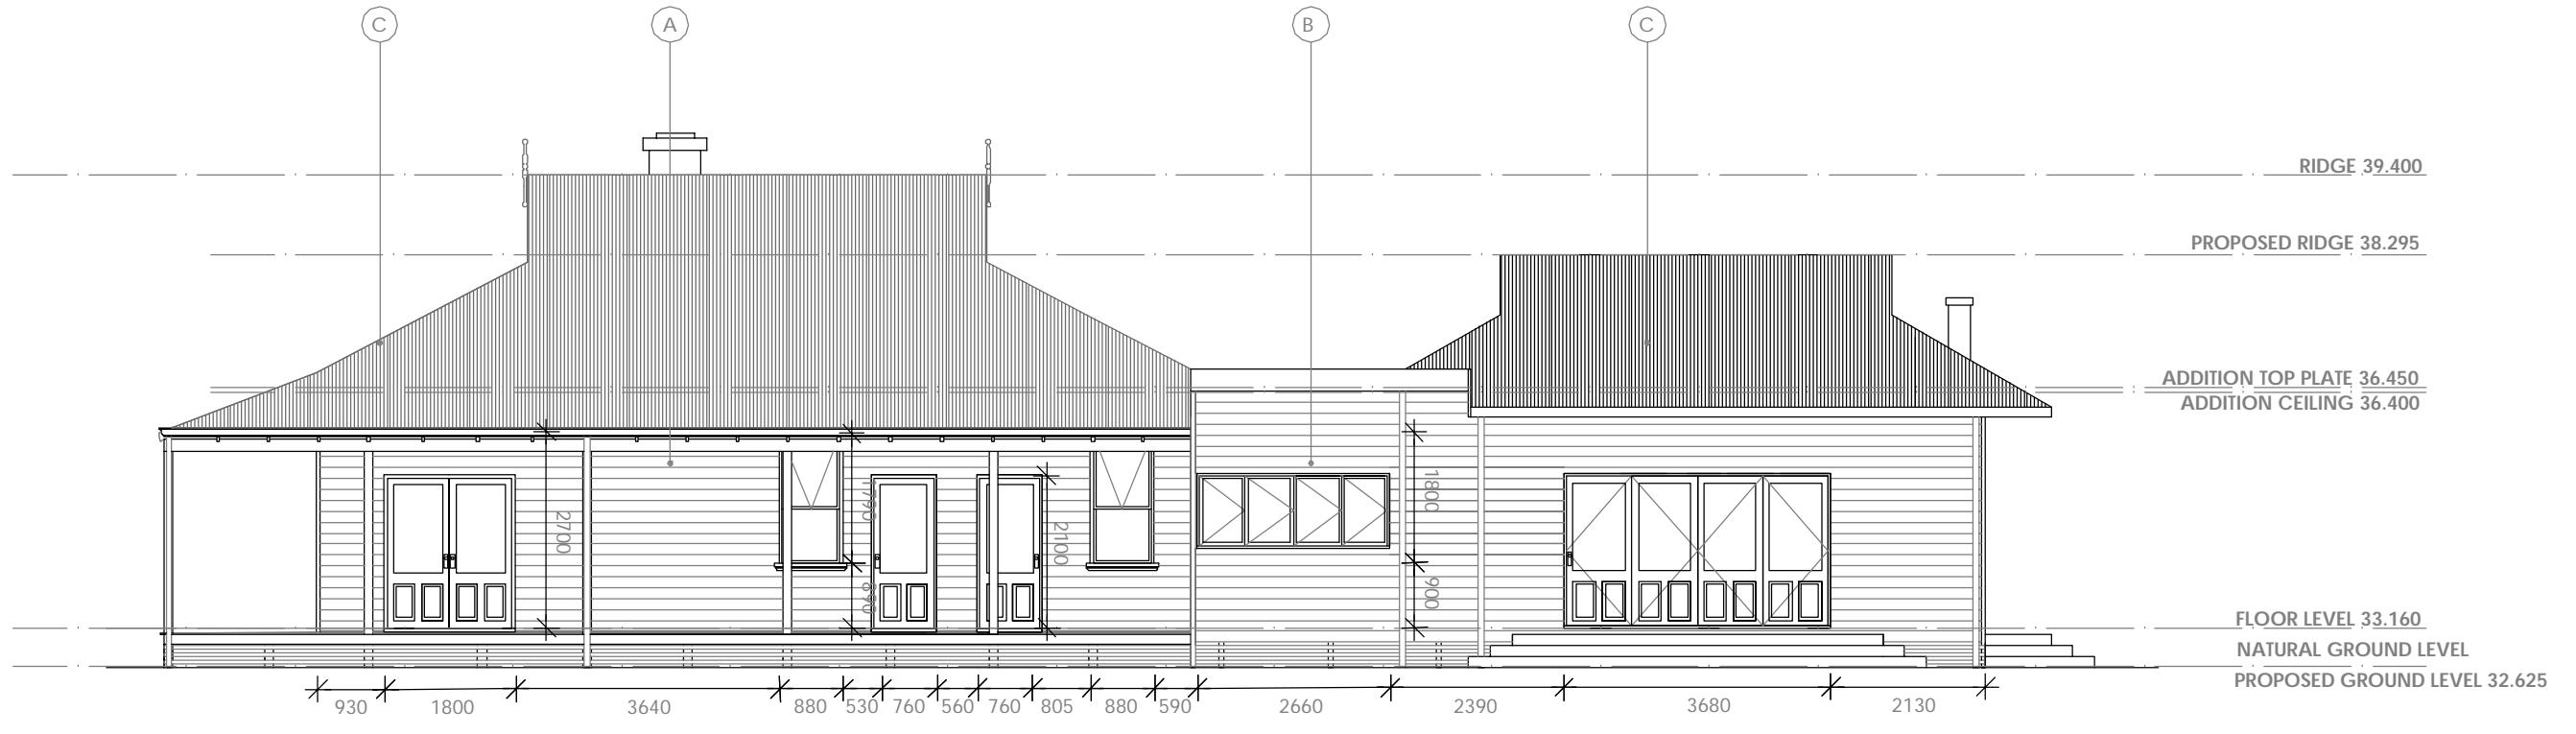 C
A
B
C
RIDGE 39.400
PROPOSED RIDGE 38.295
ADDITION TOP PLATE 36.450
ADDITION CEILING 36.400
2700
1790
890
2100
1800
900
FLOOR LEVEL 33.160
NATURAL GROUND LEVEL
PROPOSED GROUND LEVEL 32.625
930 1800 3640 880 530 760 560 760 805 880 590 2660 2390 3680 2130